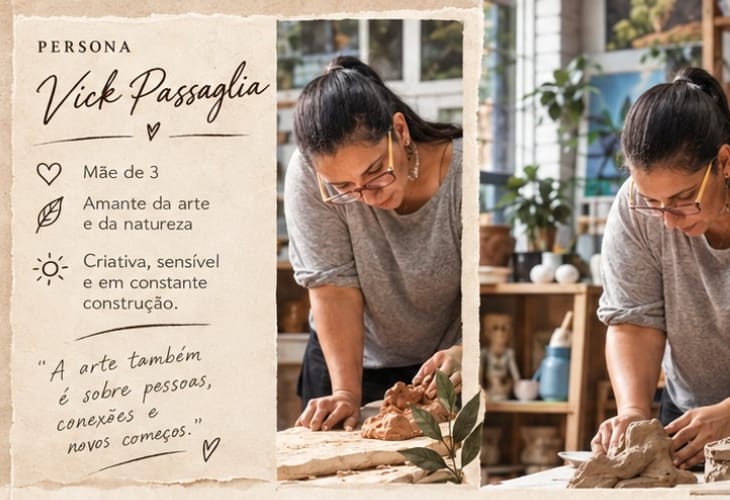 PERSONA
Vick Passaglia
Mãe de 3
Amante da arte
e da natureza
Criativa, sensível
e em constante
construção.
“A arte também
é sobre pessoas,
conexões e
novos começos.”